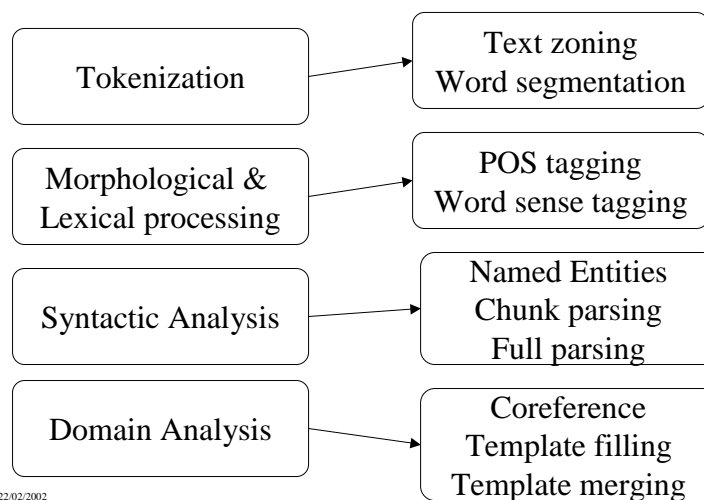 Tokenization
Text zoning
Word segmentation
Morphological &
Lexical processing
POS tagging
Word sense tagging
Syntactic Analysis
Named Entities
Chunk parsing
Full parsing
Domain Analysis
Coreference
Template filling
Template merging
22/02/2002